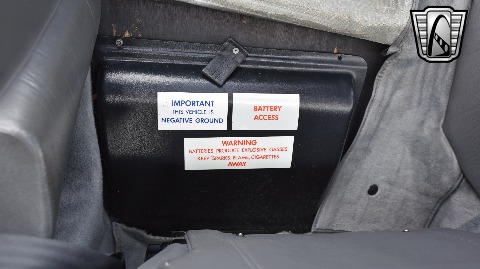 IMPORTANT
THIS VEHICLE IS
NEGATIVE GROUND
BATTERY
ACCESS
WARNING
BATTERIES PRODUCE EXPLOSIVE GASSES
KEEP SPARKS, FLAME, CIGARETTES
AWAY